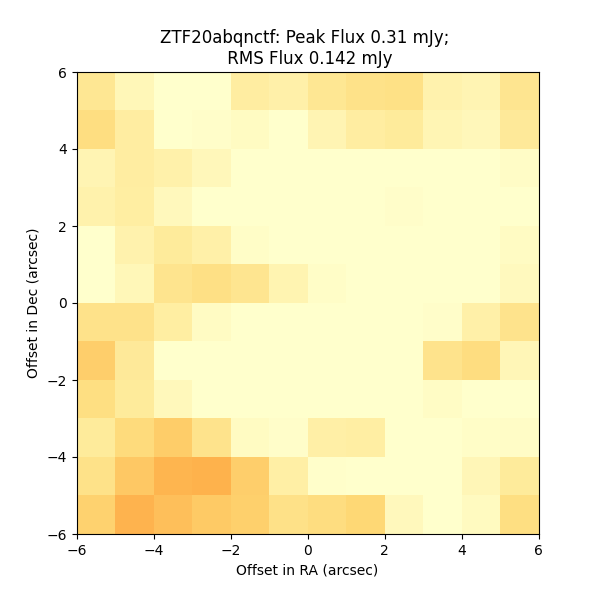 ZTF20abqnctf: Peak Flux 0.31 mJy;
RMS Flux 0.142 mJy
6
4
2
0
−2
−4
−6
Offset in Dec (arcsec)
−6 −4 −2 0 2 4 6
Offset in RA (arcsec)